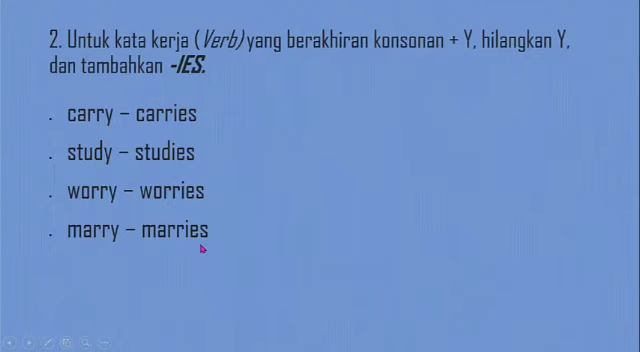 2. Untuk kata kerja (Verb) yang berakhiran konsonan + Y, hilangkan Y,
dan tambahkan -IES.
. carry – carries
. study – studies
. worry – worries
. marry – marries